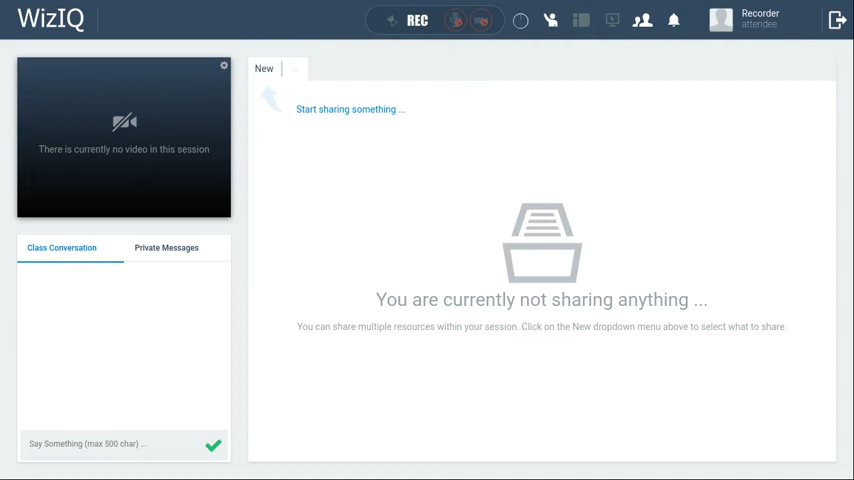 WizIQ
REC
Recorder
attendee
New
Start sharing something ...
There is currently no video in this session
Class Conversation
Private Messages
You are currently not sharing anything ...
You can share multiple resources within your session. Click on the New dropdown menu above to select what to share.
Say Something (max 500 char) ...